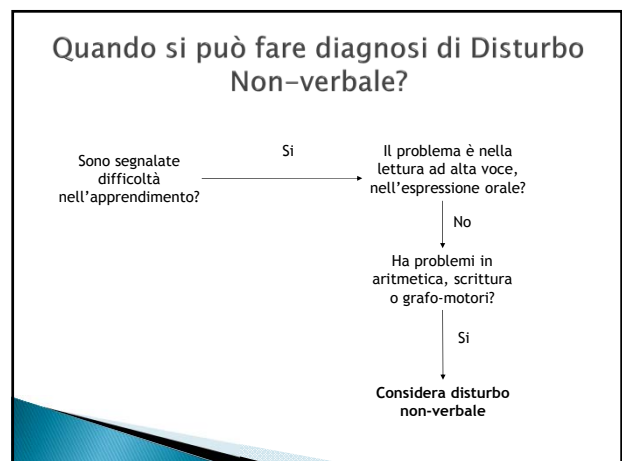 Quando si può fare diagnosi di Disturbo
Non-verbale?
Sono segnalate
difficoltà
nell'apprendimento?
Si
Il problema è nella
lettura ad alta voce,
nell'espressione orale?
No
Ha problemi in
aritmetica, scrittura
o grafo-motori?
Si
Considera disturbo
non-verbale